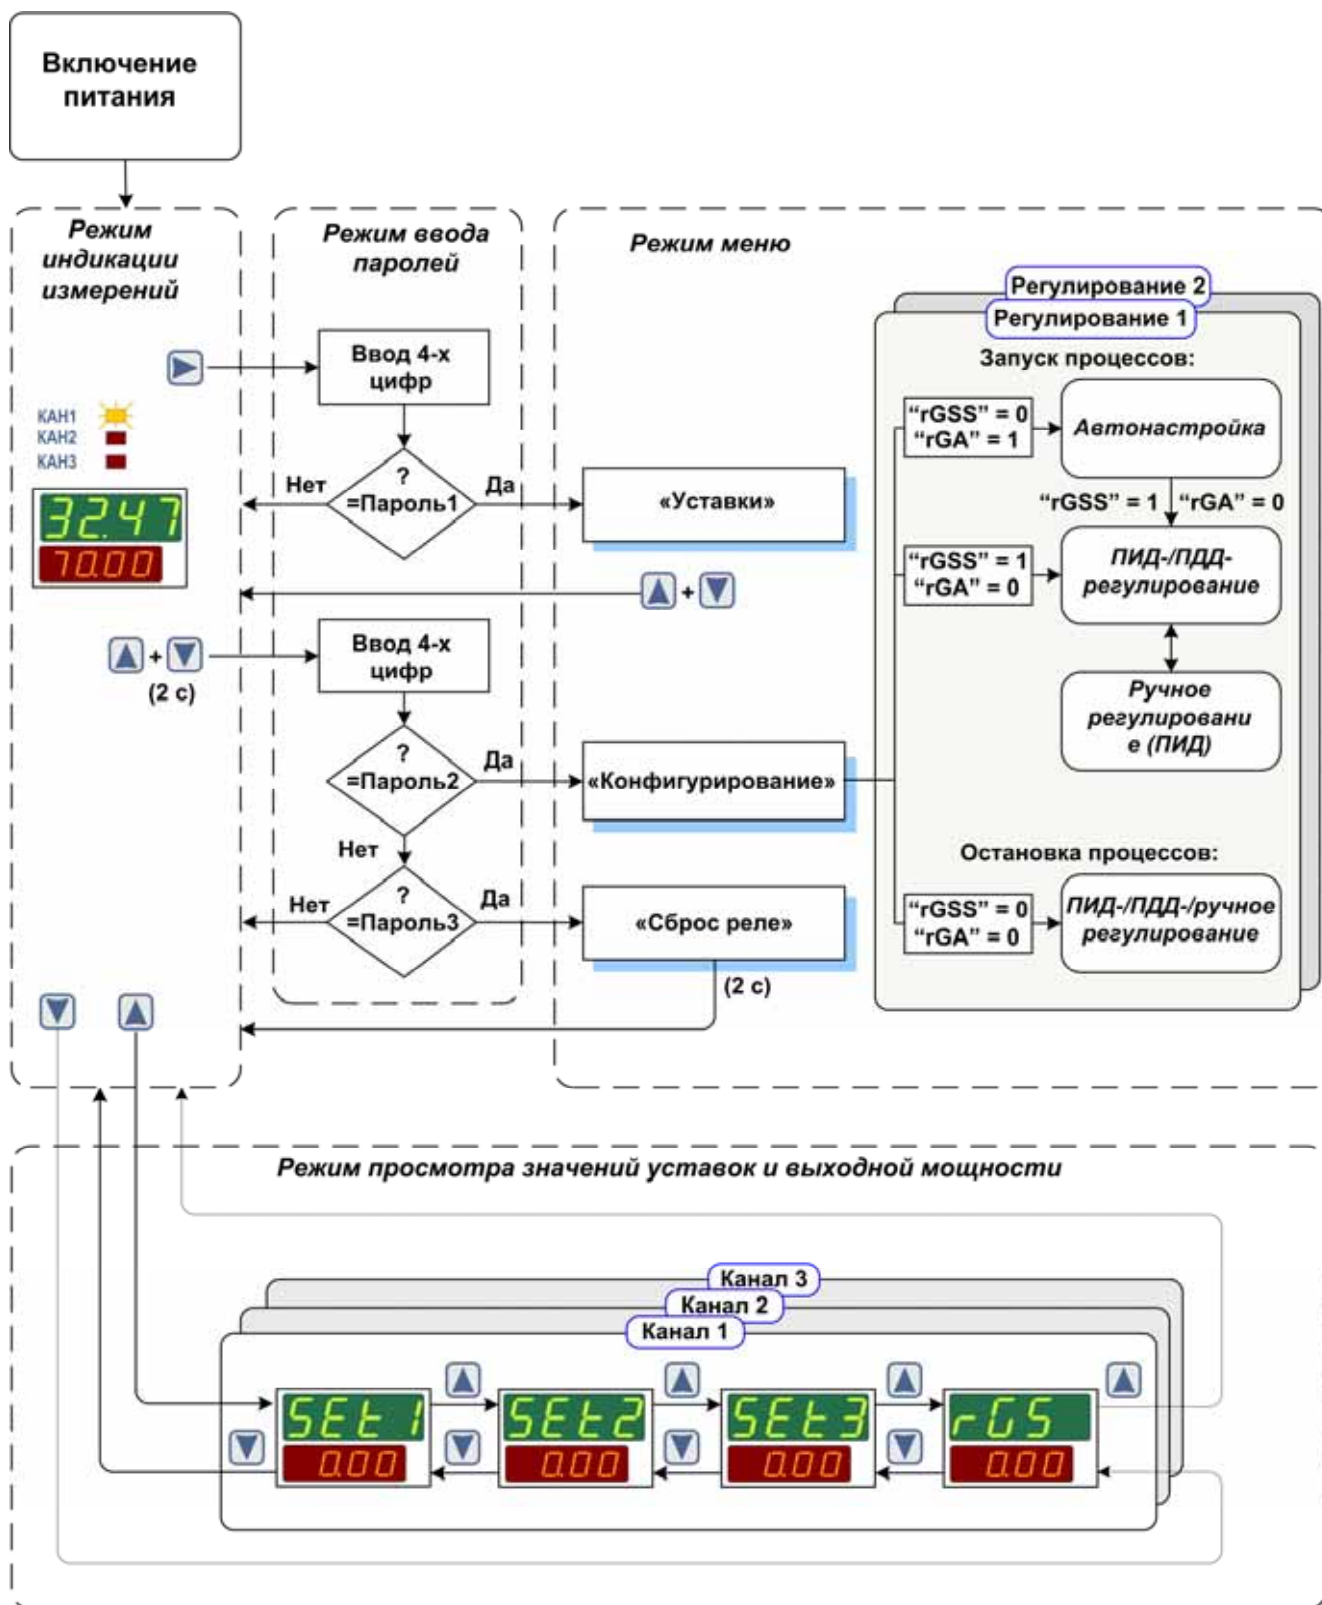 Включение
питания
Режим
индикации
измерений
КАН1
КАН2
КАН3
32.47
70.00
(2 с)
Режим ввода
паролей
Ввод 4-х
цифр
?
=Пароль1
Нет
Да
Ввод 4-х
цифр
?
=Пароль2
Да
Нет
?
=Пароль3
Нет
Да
Режим меню
«Уставки»
+
+
«Конфигурирование»
«Сброс реле»
(2 с)
Регулирование 2
Регулирование 1
Запуск процессов:
“rGSS” = 0
“rGA” = 1
Автонастройка
“rGSS” = 1 “rGA” = 0
“rGSS” = 1
“rGA” = 0
ПИД-/ПДД-
регулирование
Ручное
регулировани
е (ПИД)
Остановка процессов:
“rGSS” = 0
“rGA” = 0
ПИД-/ПДД-/ручное
регулирование
Режим просмотра значений уставок и выходной мощности
Канал 3
Канал 2
Канал 1
SEt1
0.00
SEt2
0.00
SEt3
0.00
rGS
0.00